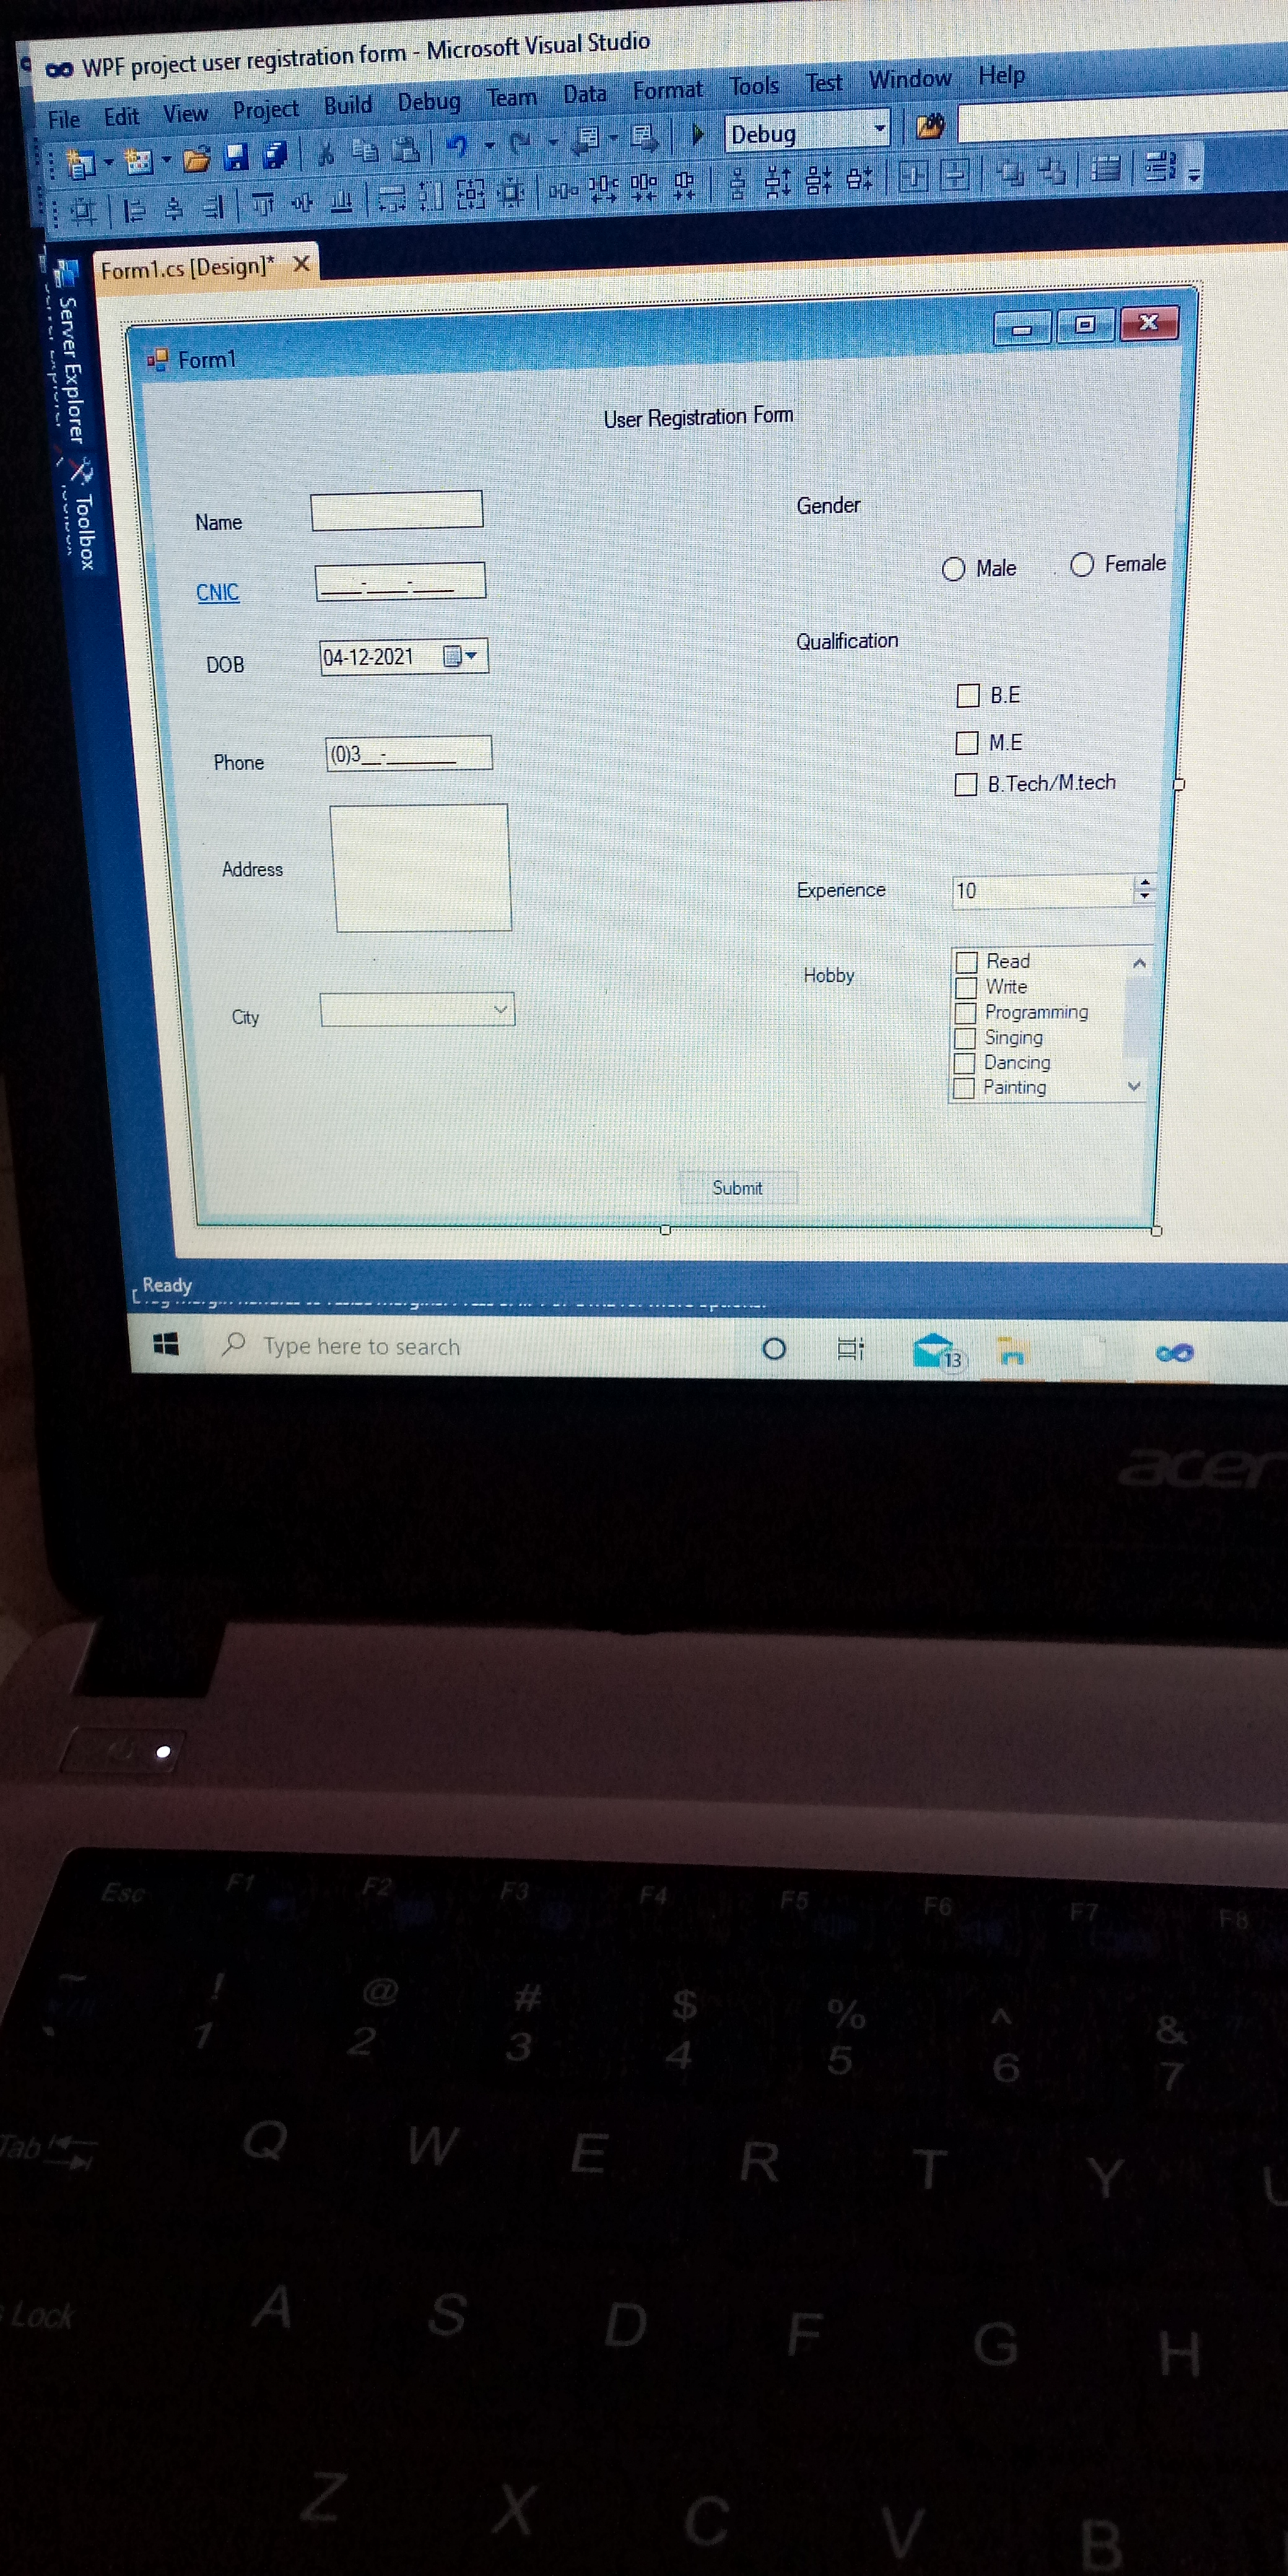 WPF project user registration form - Microsoft Visual Studio
File Edit View Project Build Debug Team Data Format Tools Test Window Help
Debug
Form1.cs [Design]* X
Server Explorer
Toolbox
Form1
User Registration Form
Name
Gender
CNIC ____-____-____
Male Female
DOB 04-12-2021
Qualification
B.E
Phone (0)3__-_______
M.E
B.Tech/M.tech
Address
Experience 10
Hobby
Read
Write
City
Programming
Singing
Dancing
Painting
Submit
Ready
Type here to search
13
acer
Esc F1 F2 F3 F4 F5 F6 F7 F8
~ ! @ # $ % ^ &
` 1 2 3 4 5 6 7
Tab Q W E R T Y U
Lock A S D F G H
Z X C V B